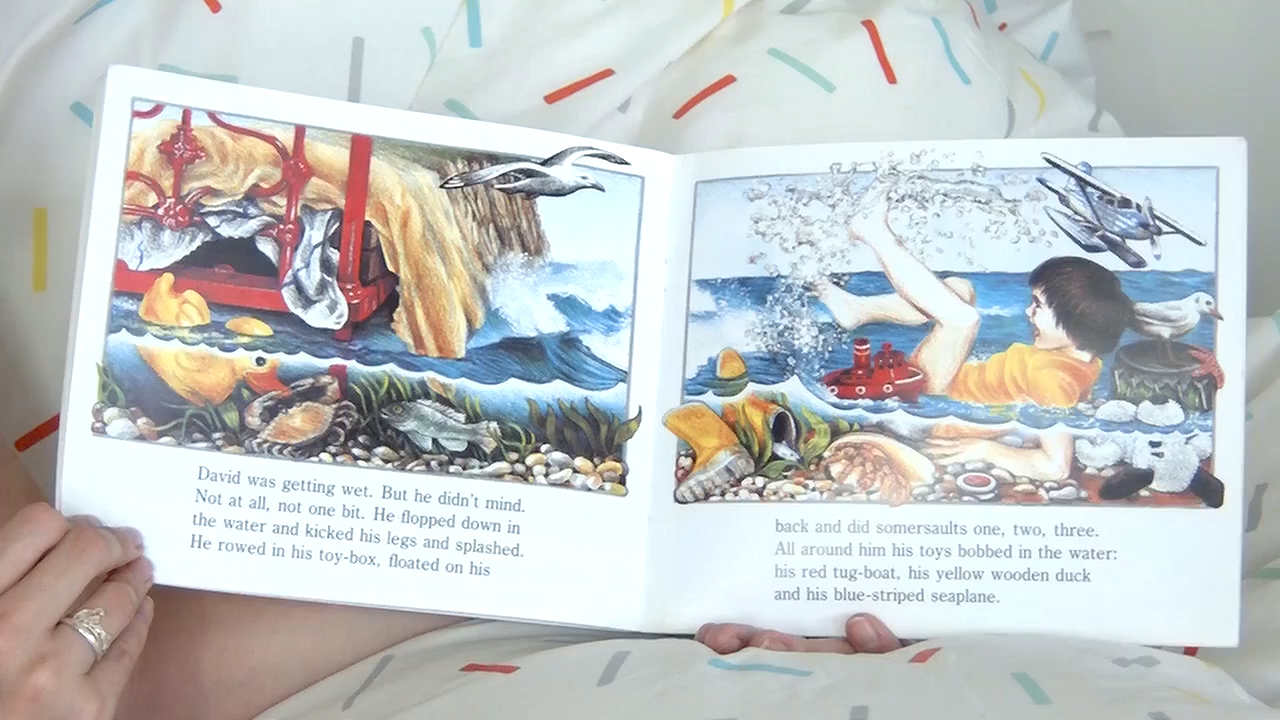 David was getting wet. But he didn't mind.
Not at all, not one bit. He flopped down in
the water and kicked his legs and splashed.
He rowed in his toy-box, floated on his
back and did somersaults one, two, three.
All around him his toys bobbed in the water:
his red tug-boat, his yellow wooden duck
and his blue-striped seaplane.